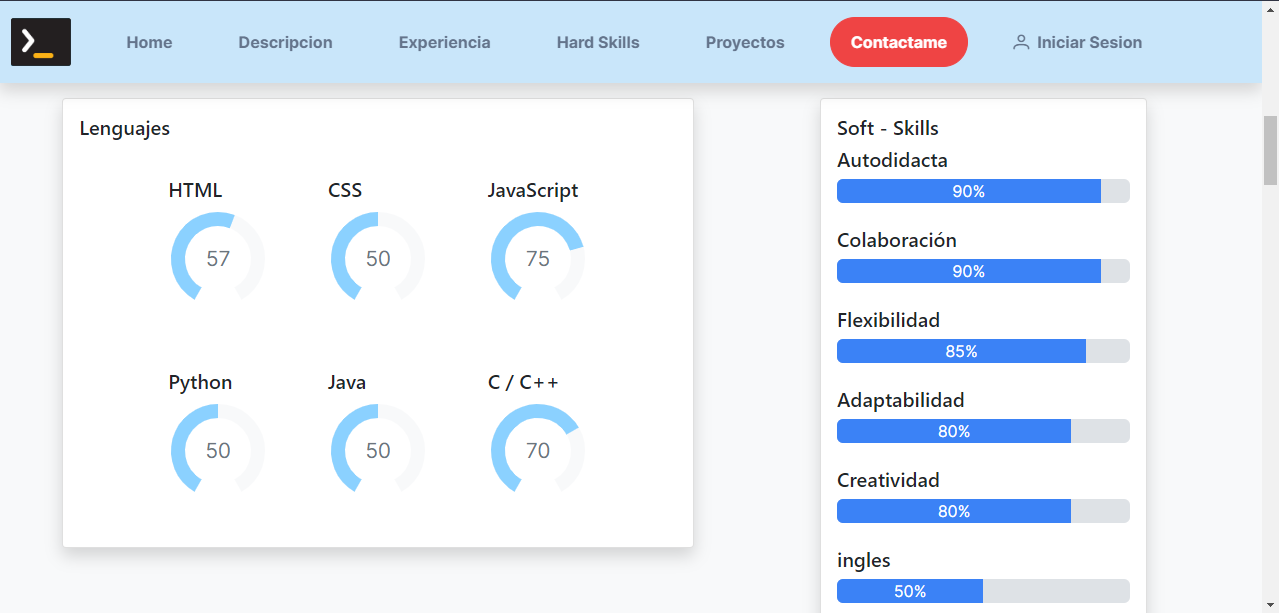 Home Descripcion Experiencia Hard Skills Proyectos Contactame Iniciar Sesion
Lenguajes
HTML CSS JavaScript
57 50 75
Python Java C / C++
50 50 70
Soft - Skills
Autodidacta
90%
Colaboración
90%
Flexibilidad
85%
Adaptabilidad
80%
Creatividad
80%
ingles
50%